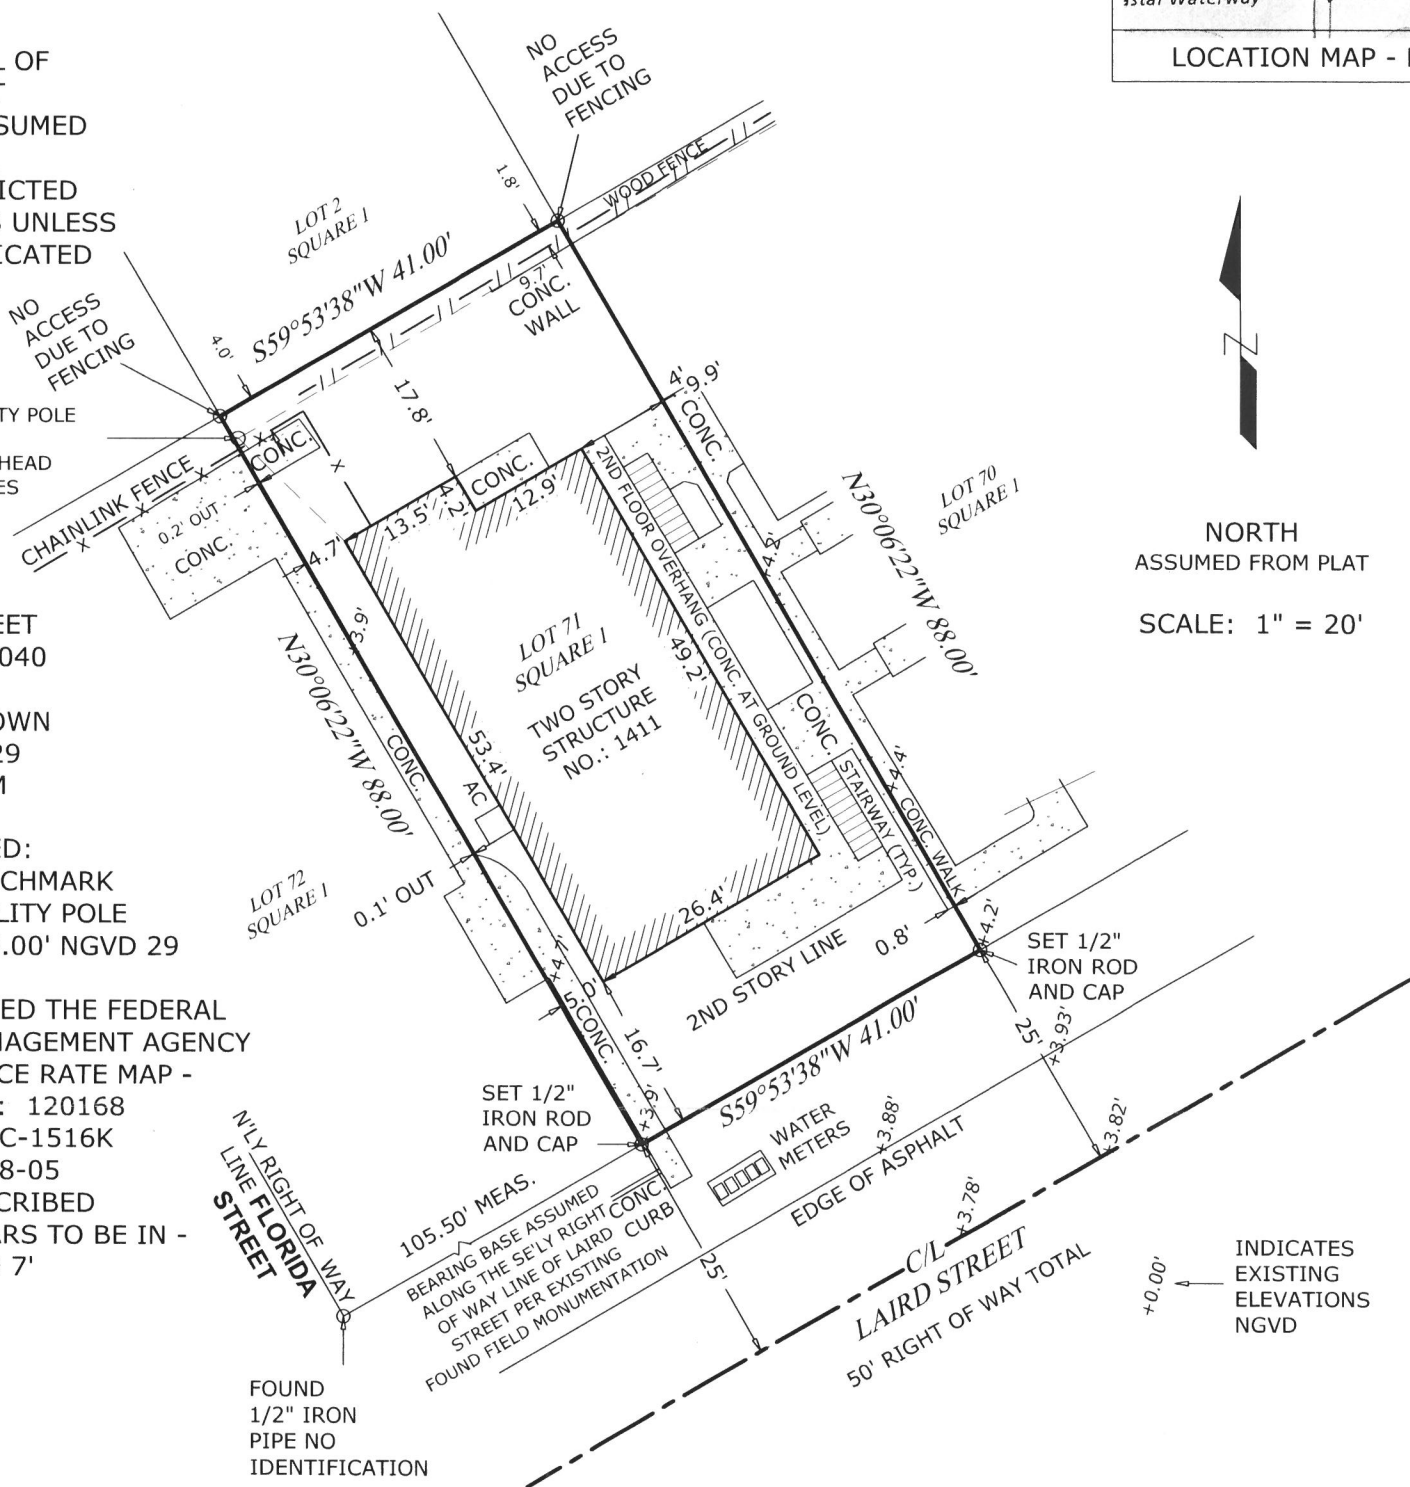 LOCATION MAP -
OF
SUMED
ICTED
UNLESS
ICATED
TY POLE
HEAD
ES
EET
040
OWN
29
M
ED:
CHMARK
LITY POLE
.00' NGVD 29
ED THE FEDERAL
NAGEMENT AGENCY
CE RATE MAP -
: 120168
C-1516K
8-05
CRIBED
ARS TO BE IN -
7'
NO
ACCESS
DUE TO
FENCING
NO
ACCESS
DUE TO
FENCING
LOT 2
SQUARE 1
1.8'
WOOD FENCE
S59°53'38"W 41.00'
9.7'
CONC.
WALL
4.0'
17.8'
4'
9.9'
CONC.
CONC.
CHAINLINK FENCE
0.2' OUT
CONC.
CONC.
4.2'
13.5'
12.9'
4.7'
2ND FLOOR OVERHANG (CONC. AT GROUND LEVEL)
+4.2'
N30°06'22"W 88.00'
LOT 70
SQUARE 1
NORTH
ASSUMED FROM PLAT
SCALE: 1" = 20'
+3.9'
N30°06'22"W 88.00'
LOT 71
SQUARE 1
TWO STORY
STRUCTURE
NO.: 1411
49.2'
53.4'
CONC.
AC
CONC.
STAIRWAY (TYP.)
+4.4'
CONC. WALK
LOT 72
SQUARE 1
0.1' OUT
26.4'
0.8'
+4.2'
2ND STORY LINE
+4.7'
5.0'
CONC.
16.7'
+3.9'
SET 1/2"
IRON ROD
AND CAP
25'
+3.93'
S59°53'38"W 41.00'
SET 1/2"
IRON ROD
AND CAP
WATER
METERS
+3.88'
EDGE OF ASPHALT
+3.82'
+3.78'
N'LY RIGHT OF WAY
LINE FLORIDA
STREET
105.50' MEAS.
BEARING BASE ASSUMED
ALONG THE SE'LY RIGHT
OF WAY LINE OF LAIRD
STREET PER EXISTING
FOUND FIELD MONUMENTATION
CONC.
CURB
25'
C/L
LAIRD STREET
50' RIGHT OF WAY TOTAL
+0.00'
INDICATES
EXISTING
ELEVATIONS
NGVD
FOUND
1/2" IRON
PIPE NO
IDENTIFICATION